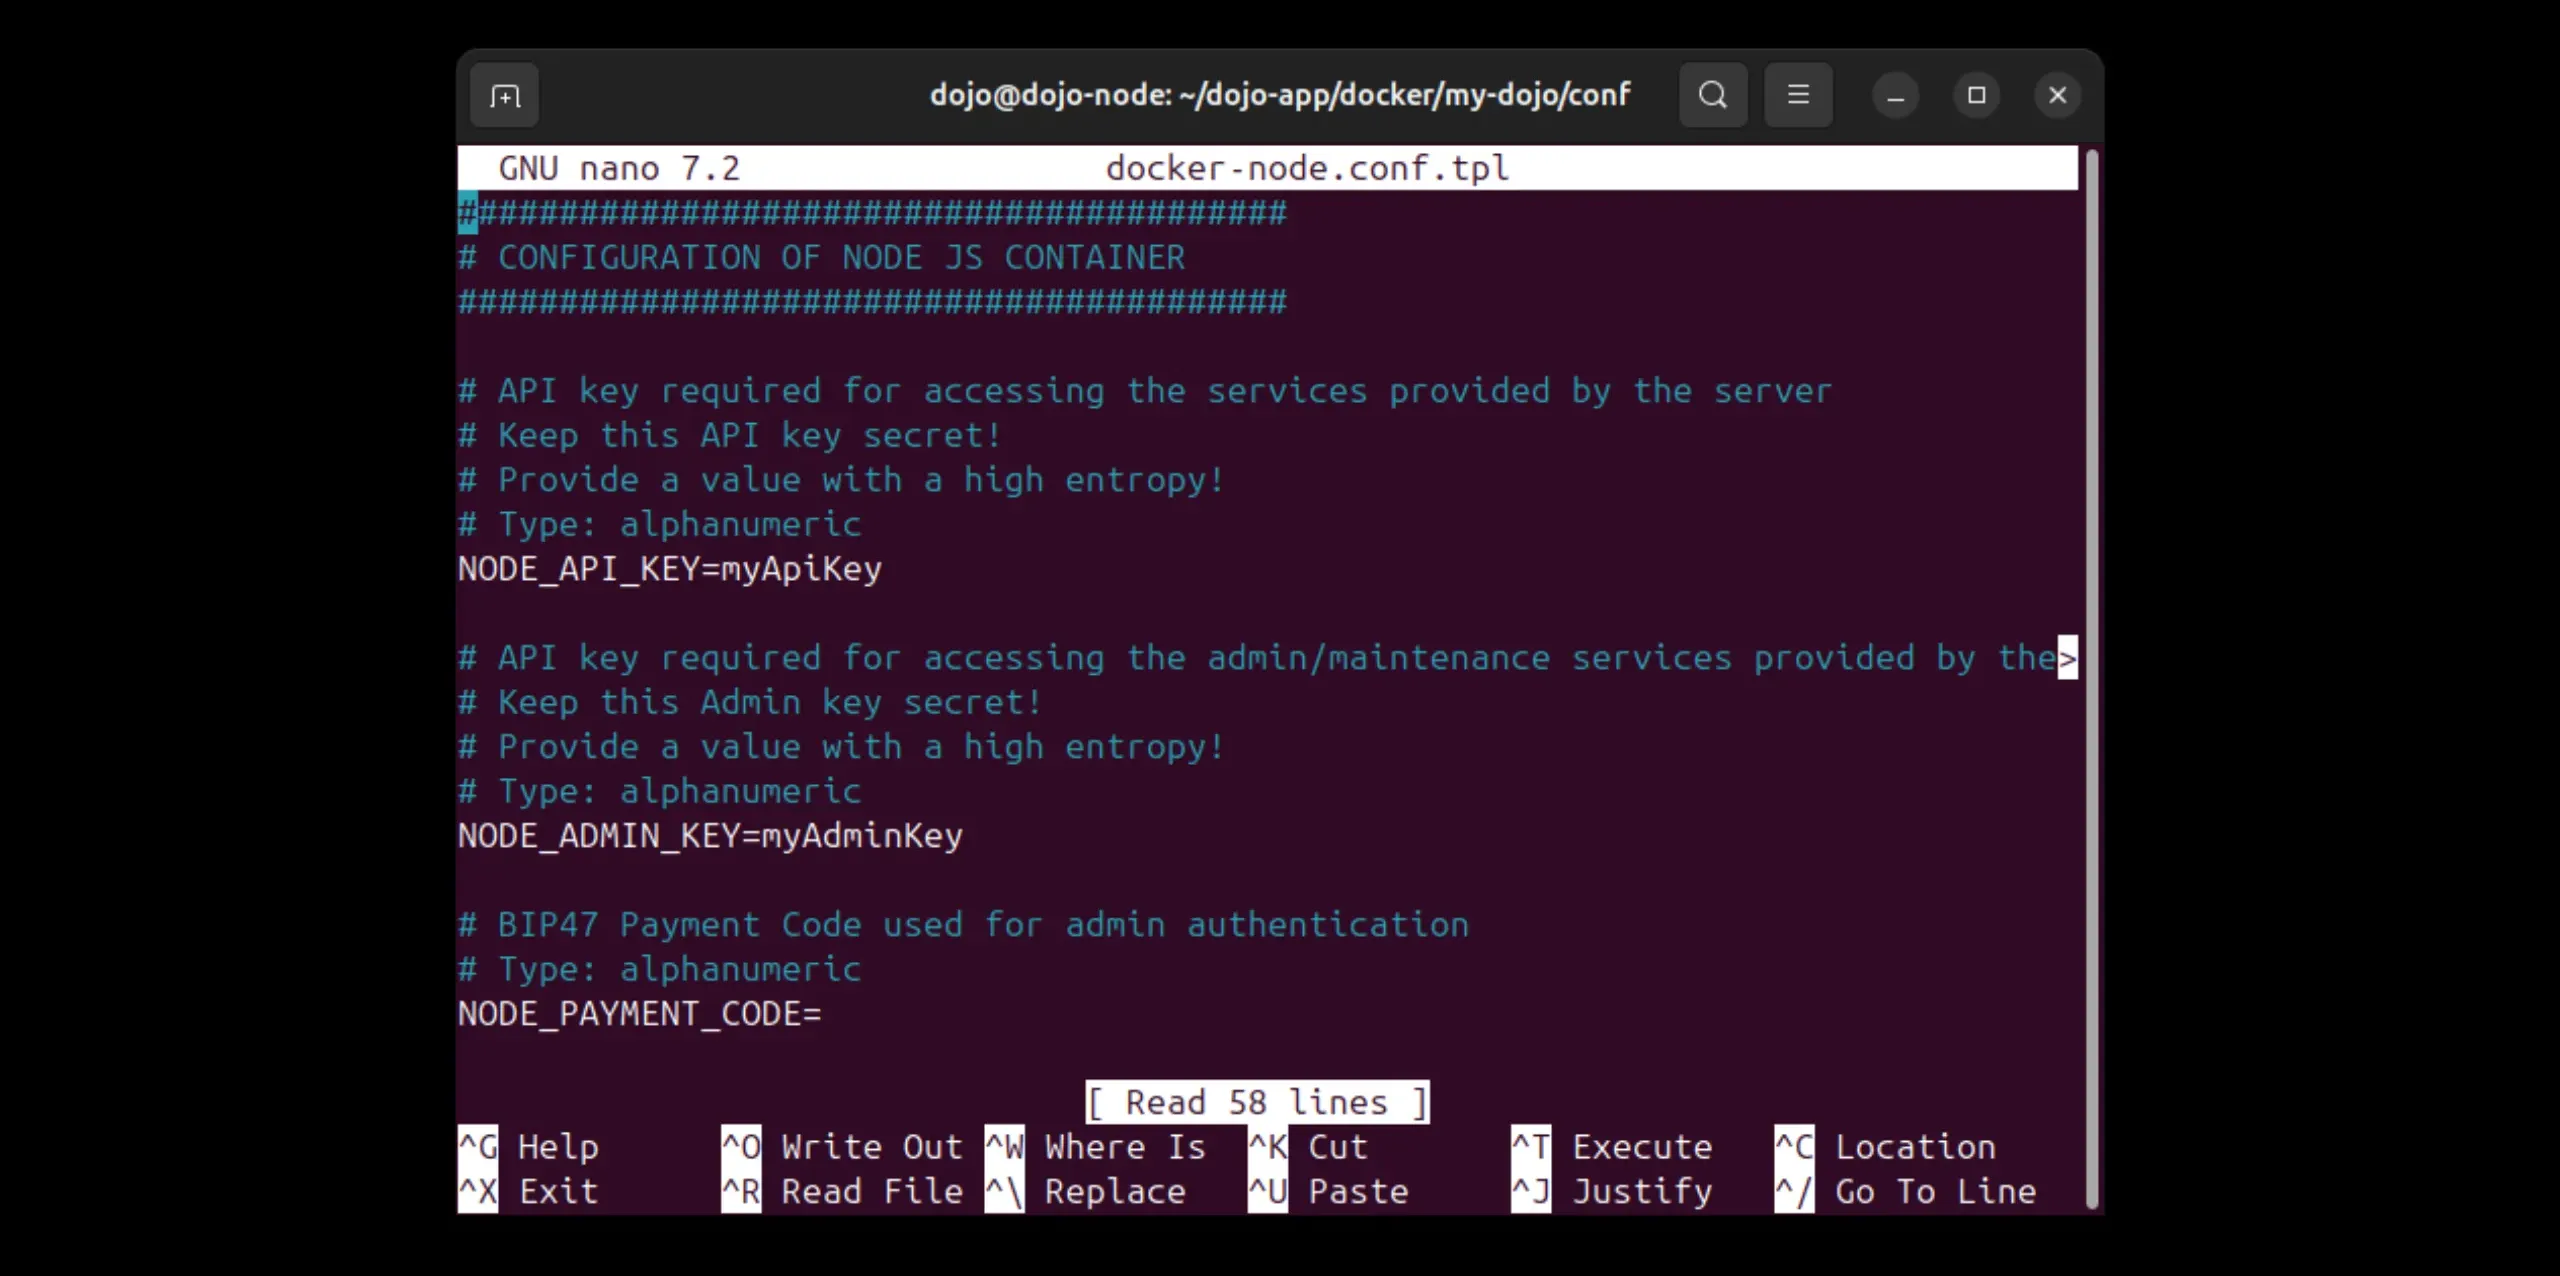 dojo@dojo-node: ~/dojo-app/docker/my-dojo/conf
GNU nano 7.2 docker-node.conf.tpl
#########################################
# CONFIGURATION OF NODE JS CONTAINER
#########################################
# API key required for accessing the services provided by the server
# Keep this API key secret!
# Provide a value with a high entropy!
# Type: alphanumeric
NODE_API_KEY=myApiKey
# API key required for accessing the admin/maintenance services provided by the>
# Keep this Admin key secret!
# Provide a value with a high entropy!
# Type: alphanumeric
NODE_ADMIN_KEY=myAdminKey
# BIP47 Payment Code used for admin authentication
# Type: alphanumeric
NODE_PAYMENT_CODE=
[ Read 58 lines ]
^G Help ^O Write Out ^W Where Is ^K Cut ^T Execute ^C Location
^X Exit ^R Read File ^\ Replace ^U Paste ^J Justify ^/ Go To Line